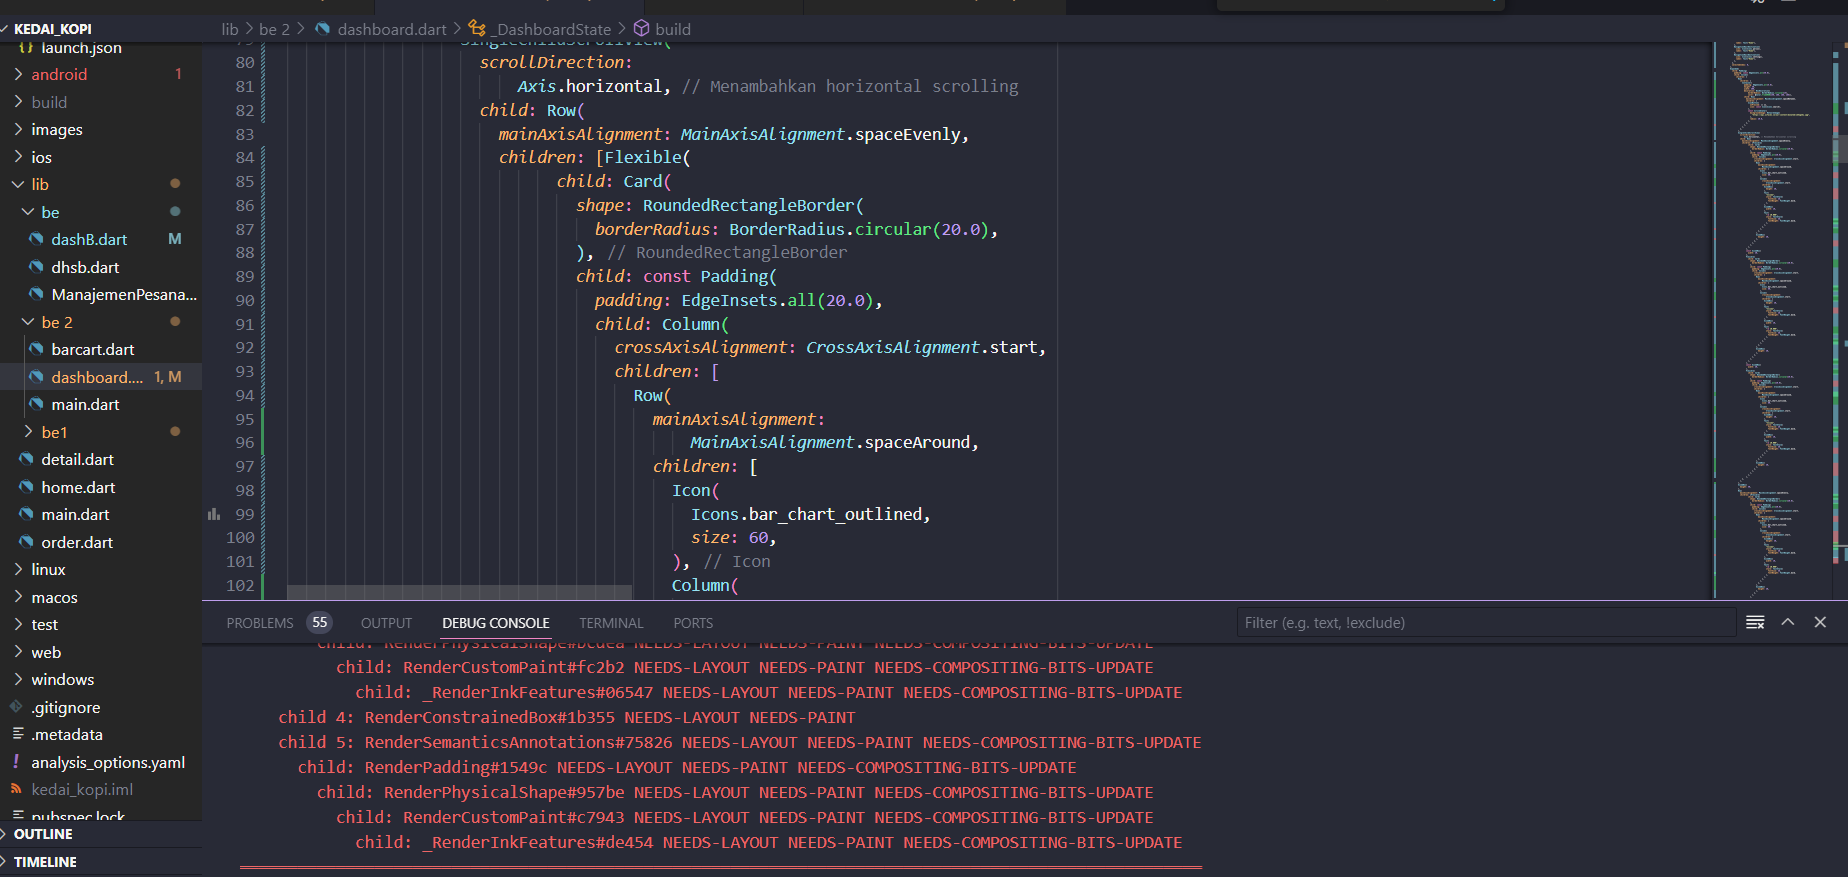 KEDAI_KOPI
launch.json
android 1
build
images
ios
lib
be
dashB.dart M
dhsb.dart
ManajemenPesana...
be 2
barcart.dart
dashboard.... 1, M
main.dart
be1
detail.dart
home.dart
main.dart
order.dart
linux
macos
test
web
windows
.gitignore
.metadata
! analysis_options.yaml
kedai_kopi.iml
pubspec.lock
OUTLINE
TIMELINE
lib > be 2 > dashboard.dart > _DashboardState > build
79 SingleChildScrollView(
80 scrollDirection:
81 Axis.horizontal, // Menambahkan horizontal scrolling
82 child: Row(
83 mainAxisAlignment: MainAxisAlignment.spaceEvenly,
84 children: [Flexible(
85 child: Card(
86 shape: RoundedRectangleBorder(
87 borderRadius: BorderRadius.circular(20.0),
88 ), // RoundedRectangleBorder
89 child: const Padding(
90 padding: EdgeInsets.all(20.0),
91 child: Column(
92 crossAxisAlignment: CrossAxisAlignment.start,
93 children: [
94 Row(
95 mainAxisAlignment:
96 MainAxisAlignment.spaceAround,
97 children: [
98 Icon(
99 Icons.bar_chart_outlined,
100 size: 60,
101 ), // Icon
102 Column(
PROBLEMS 55 OUTPUT DEBUG CONSOLE TERMINAL PORTS Filter (e.g. text, !exclude)
child: RenderPhysicalShape#bcdea NEEDS-LAYOUT NEEDS-PAINT NEEDS-COMPOSITING-BITS-UPDATE
child: RenderCustomPaint#fc2b2 NEEDS-LAYOUT NEEDS-PAINT NEEDS-COMPOSITING-BITS-UPDATE
child: _RenderInkFeatures#06547 NEEDS-LAYOUT NEEDS-PAINT NEEDS-COMPOSITING-BITS-UPDATE
child 4: RenderConstrainedBox#1b355 NEEDS-LAYOUT NEEDS-PAINT
child 5: RenderSemanticsAnnotations#75826 NEEDS-LAYOUT NEEDS-PAINT NEEDS-COMPOSITING-BITS-UPDATE
child: RenderPadding#1549c NEEDS-LAYOUT NEEDS-PAINT NEEDS-COMPOSITING-BITS-UPDATE
child: RenderPhysicalShape#957be NEEDS-LAYOUT NEEDS-PAINT NEEDS-COMPOSITING-BITS-UPDATE
child: RenderCustomPaint#c7943 NEEDS-LAYOUT NEEDS-PAINT NEEDS-COMPOSITING-BITS-UPDATE
child: _RenderInkFeatures#de454 NEEDS-LAYOUT NEEDS-PAINT NEEDS-COMPOSITING-BITS-UPDATE